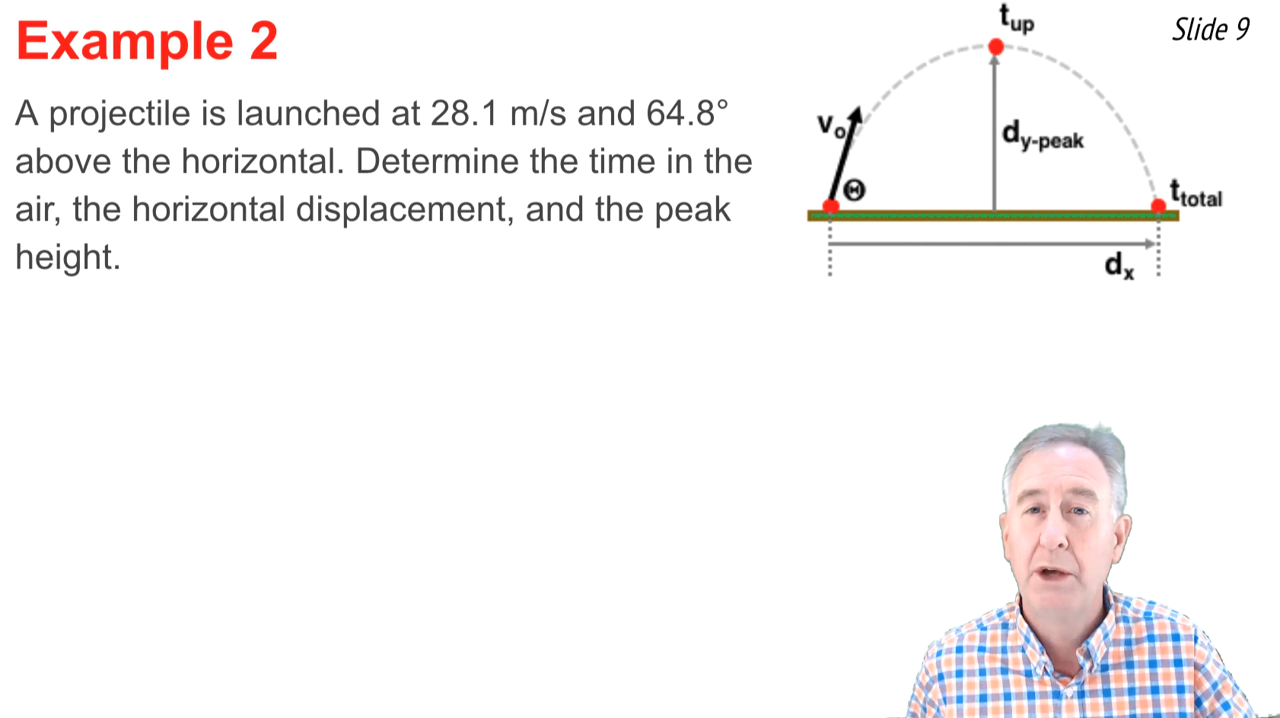 Example 2
Slide 9
A projectile is launched at 28.1 m/s and 64.8°
above the horizontal. Determine the time in the
air, the horizontal displacement, and the peak
height.
tup
vo
Θ
dy-peak
ttotal
dx